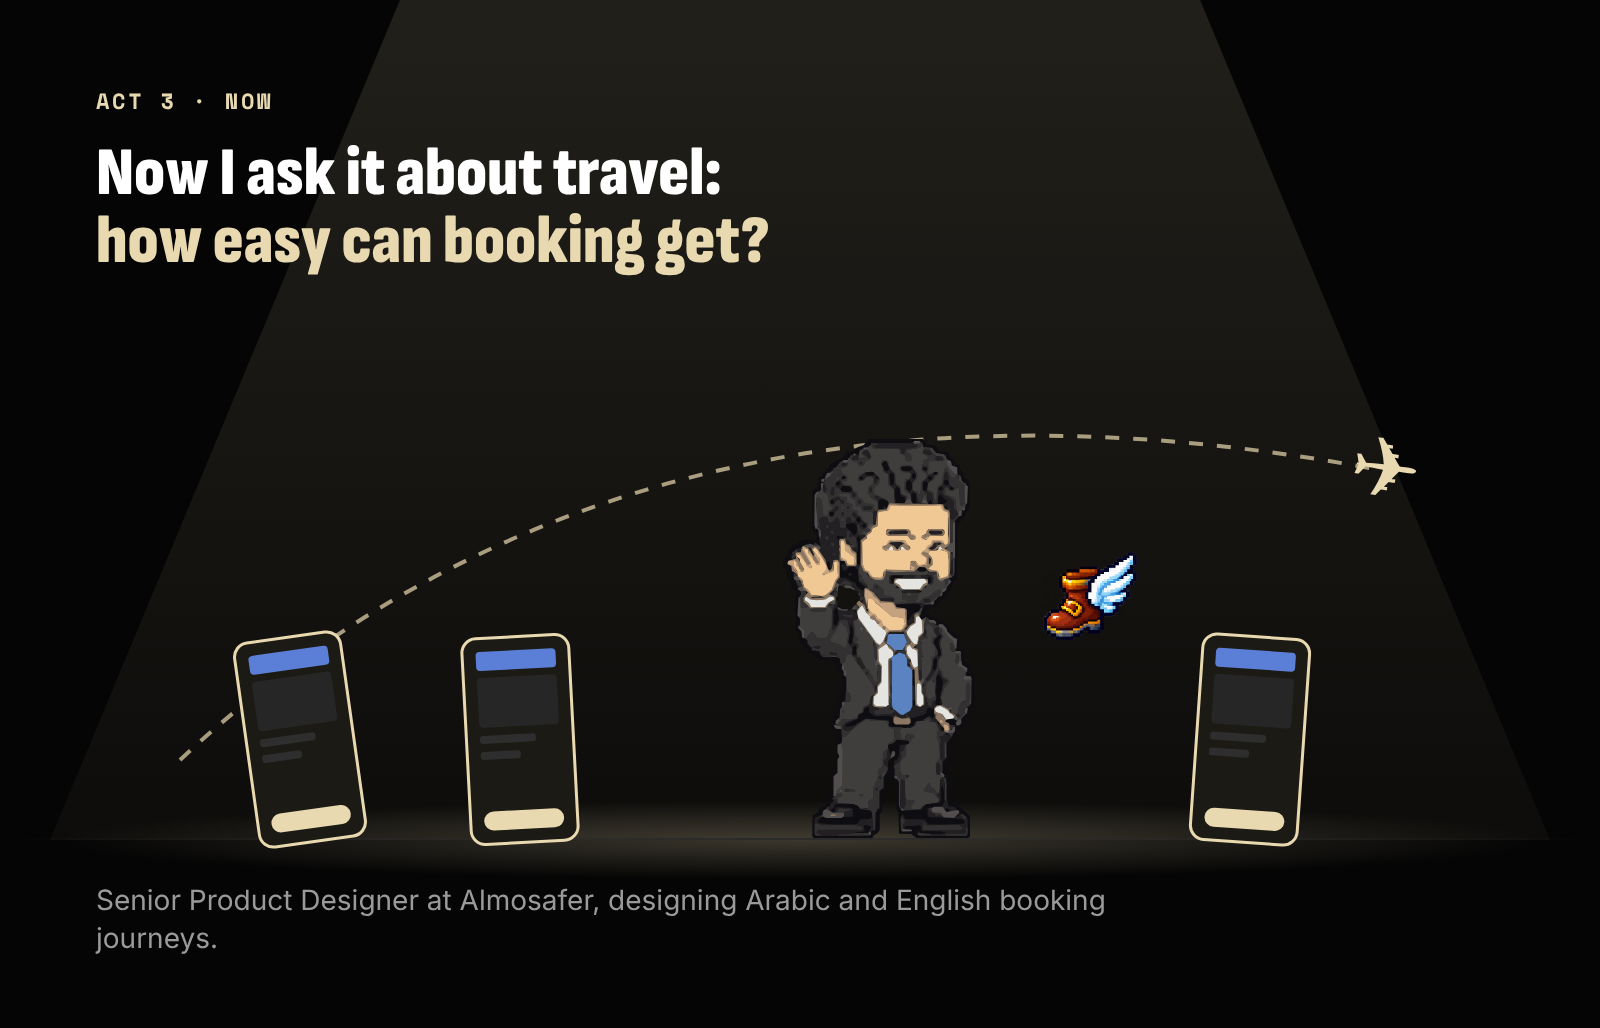 ACT 3 · NOW
Now I ask it about travel:
how easy can booking get?
Senior Product Designer at Almosafer, designing Arabic and English booking
journeys.